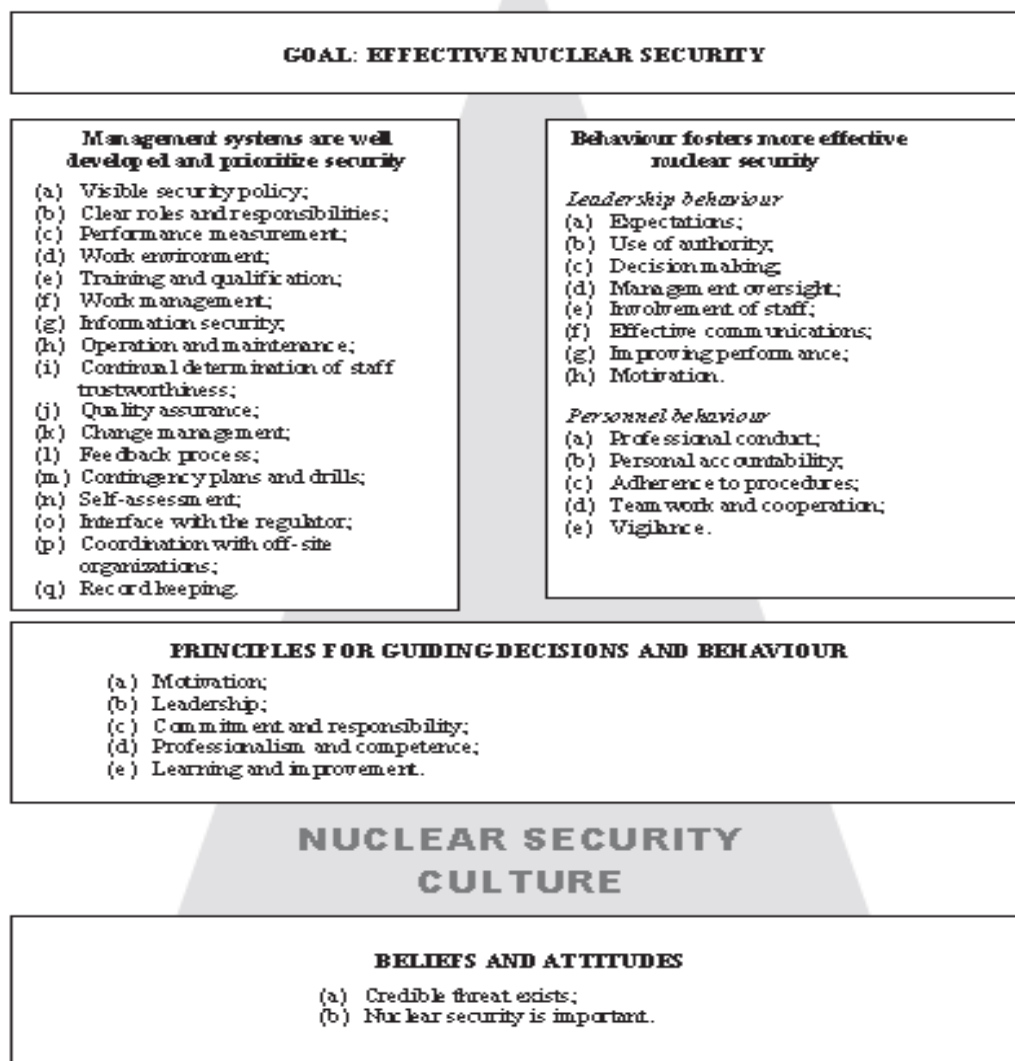 GOAL: EFFECTIVE NUCLEAR SECURITY
Management systems are well
developed and prioritize security
(a) Visible security policy;
(b) Clear roles and responsibilities;
(c) Performance measurement;
(d) Work environment;
(e) Training and qualification;
(f) Work management;
(g) Information security;
(h) Operation and maintenance;
(i) Continual determination of staff
trustworthiness;
(j) Quality assurance;
(k) Change management;
(l) Feedback process;
(m) Contingency plans and drills;
(n) Self-assessment;
(o) Interface with the regulator;
(p) Coordination with off-site
organizations;
(q) Record keeping.
Behaviour fosters more effective
nuclear security
Leadership behaviour
(a) Expectations;
(b) Use of authority;
(c) Decision making;
(d) Management oversight;
(e) Involvement of staff;
(f) Effective communications;
(g) Improving performance;
(h) Motivation.
Personnel behaviour
(a) Professional conduct;
(b) Personal accountability;
(c) Adherence to procedures;
(d) Team work and cooperation;
(e) Vigilance.
PRINCIPLES FOR GUIDING DECISIONS AND BEHAVIOUR
(a) Motivation;
(b) Leadership;
(c) Commitment and responsibility;
(d) Professionalism and competence;
(e) Learning and improvement.
NUCLEAR SECURITY
CULTURE
BELIEFS AND ATTITUDES
(a) Credible threat exists;
(b) Nuclear security is important.